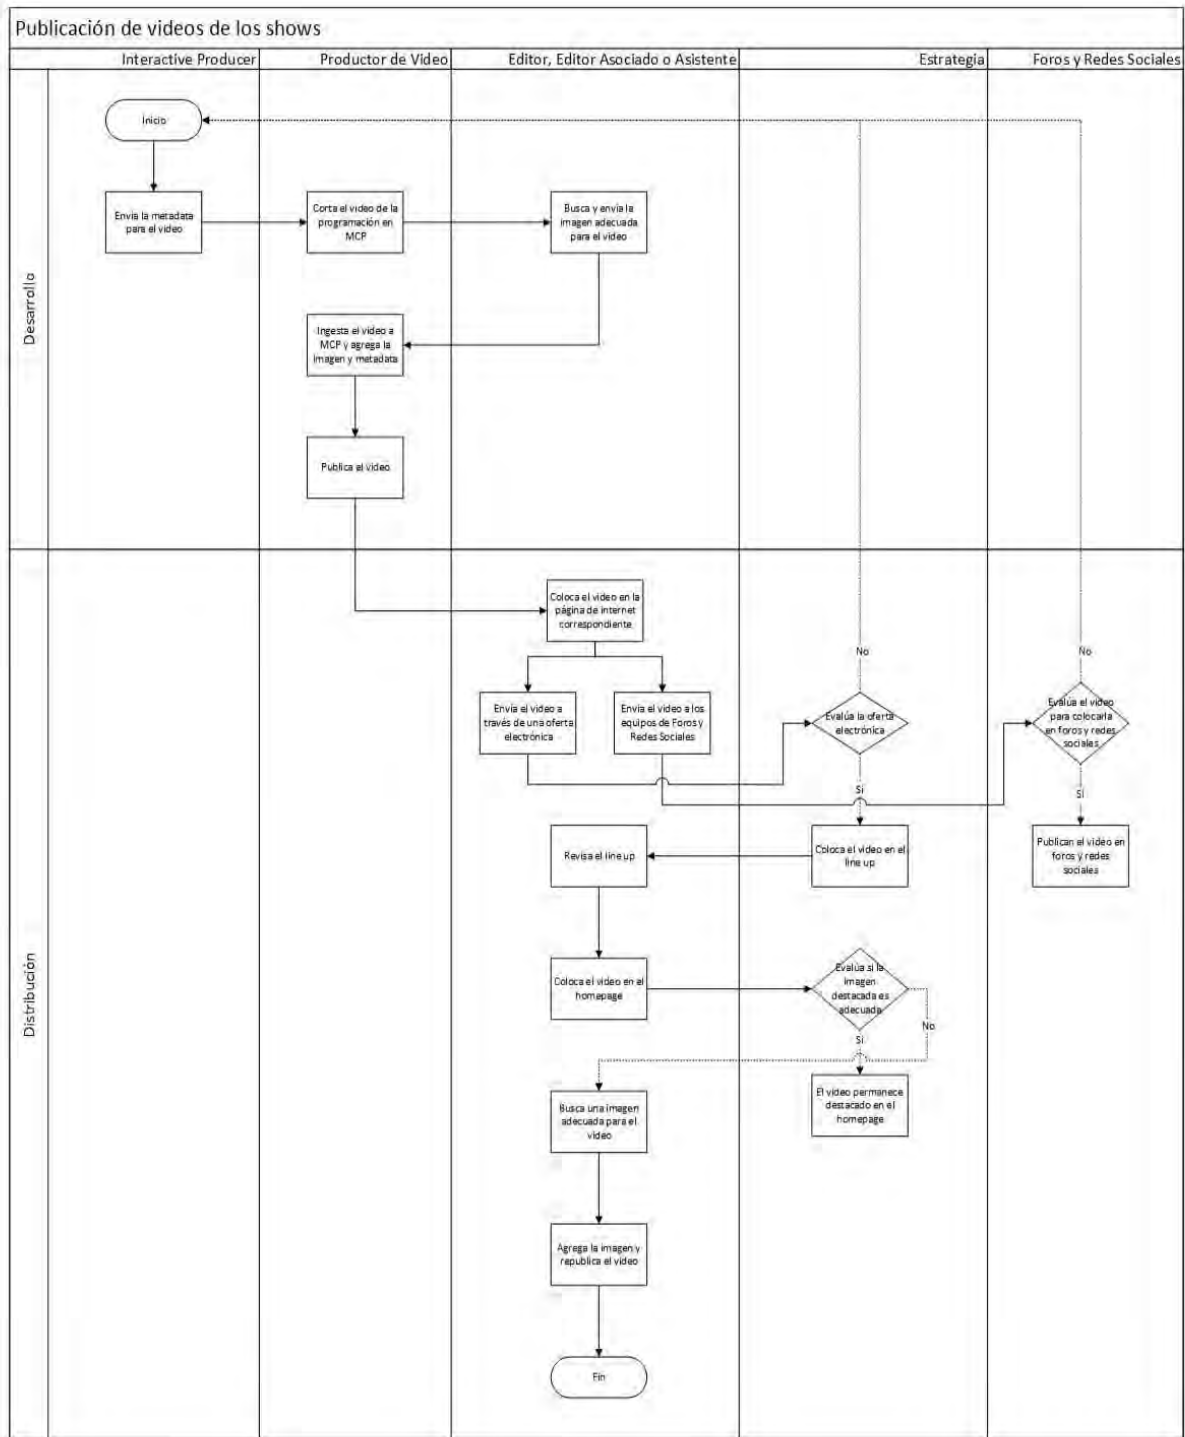 Publicación de videos de los shows
Interactive Producer
Productor de Video
Editor, Editor Asociado o Asistente
Estrategia
Foros y Redes Sociales
Desarrollo
Inicio
Envía la metadata
para el video
Corta el video de la
programación en
MCP
Busca y envía la
imagen adecuada
para el video
Ingesta el video a
MCP y agrega la
imagen y metadata
Publica el video
Distribución
Coloca el video en la
página de internet
correspondiente
Envía el video a
través de una oferta
electrónica
Envía el video a los
equipos de Foros y
Redes Sociales
No
Evalúa la oferta
electrónica
Sí
No
Evalúa el video
para colocarla
en foros y redes
sociales
Sí
Revisa el line up
Coloca el video en el
line up
Publican el video en
foros y redes
sociales
Coloca el video en el
homepage
Evalúa si la
imagen
destacada es
adecuada
No
Sí
Busca una imagen
adecuada para el
video
El video permanece
destacado en el
homepage
Agrega la imagen y
republica el video
Fin